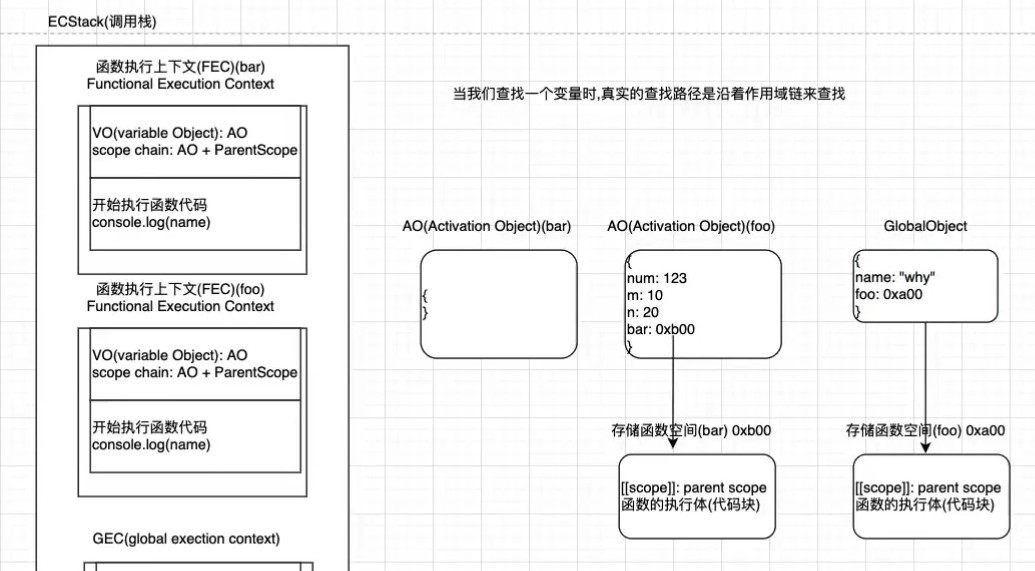 ECStack(调用栈)
函数执行上下文(FEC)(bar)
Functional Execution Context
VO(variable Object): AO
scope chain: AO + ParentScope
开始执行函数代码
console.log(name)
函数执行上下文(FEC)(foo)
Functional Execution Context
VO(variable Object): AO
scope chain: AO + ParentScope
开始执行函数代码
console.log(name)
GEC(global exection context)
当我们查找一个变量时,真实的查找路径是沿着作用域链来查找
AO(Activation Object)(bar)
{
}
AO(Activation Object)(foo)
{
num: 123
m: 10
n: 20
bar: 0xb00
}
GlobalObject
{
name: "why"
foo: 0xa00
}
存储函数空间(bar) 0xb00
[[scope]]: parent scope
函数的执行体(代码块)
存储函数空间(foo) 0xa00
[[scope]]: parent scope
函数的执行体(代码块)